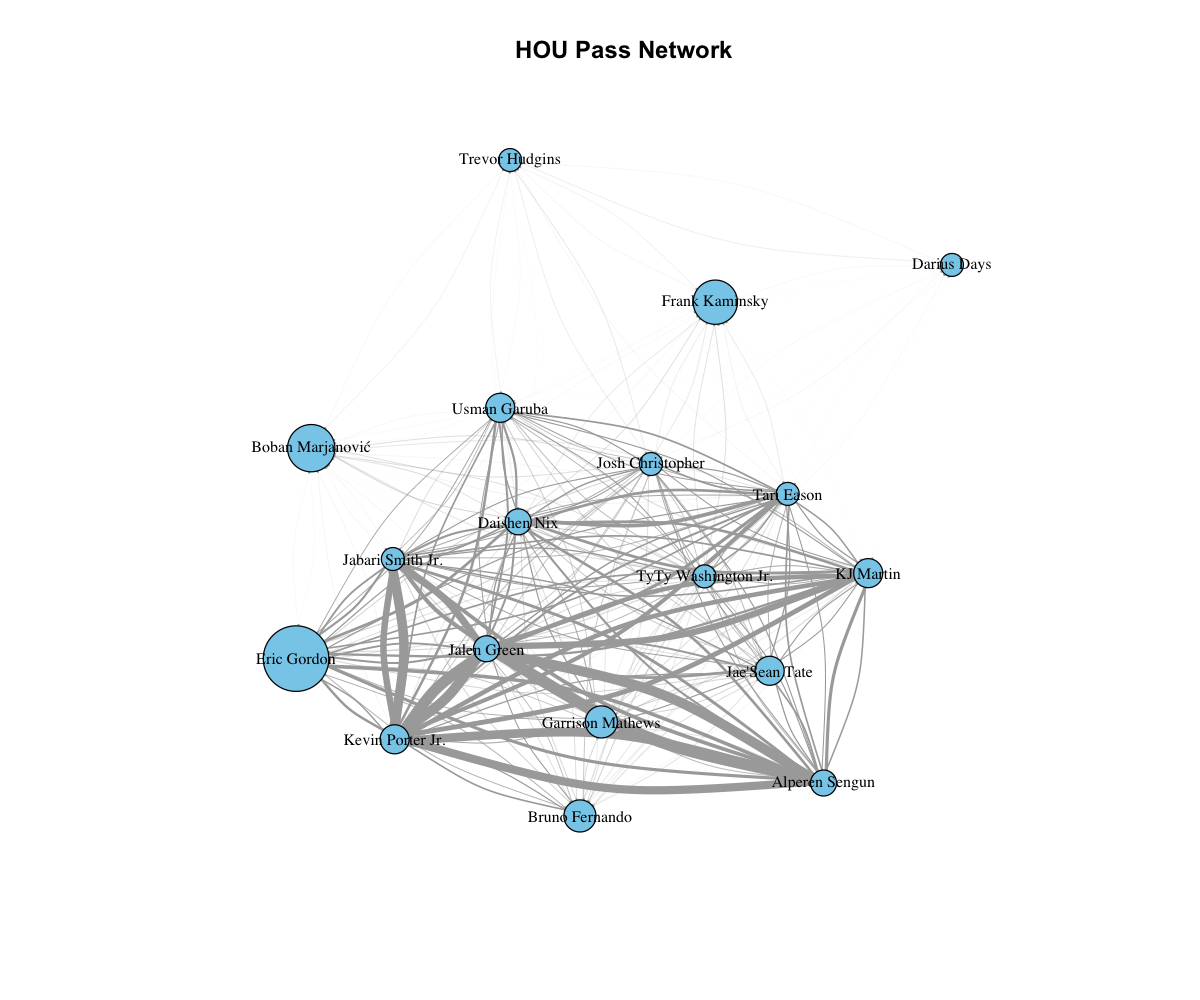 HOU Pass Network
Trevor Hudgins
Darius Days
Frank Kaminsky
Usman Garuba
Boban Marjanović
Josh Christopher
Tari Eason
Daishen Nix
Jabari Smith Jr.
TyTy Washington Jr.
KJ Martin
Jalen Green
Eric Gordon
Jae'Sean Tate
Garrison Mathews
Kevin Porter Jr.
Alperen Sengun
Bruno Fernando